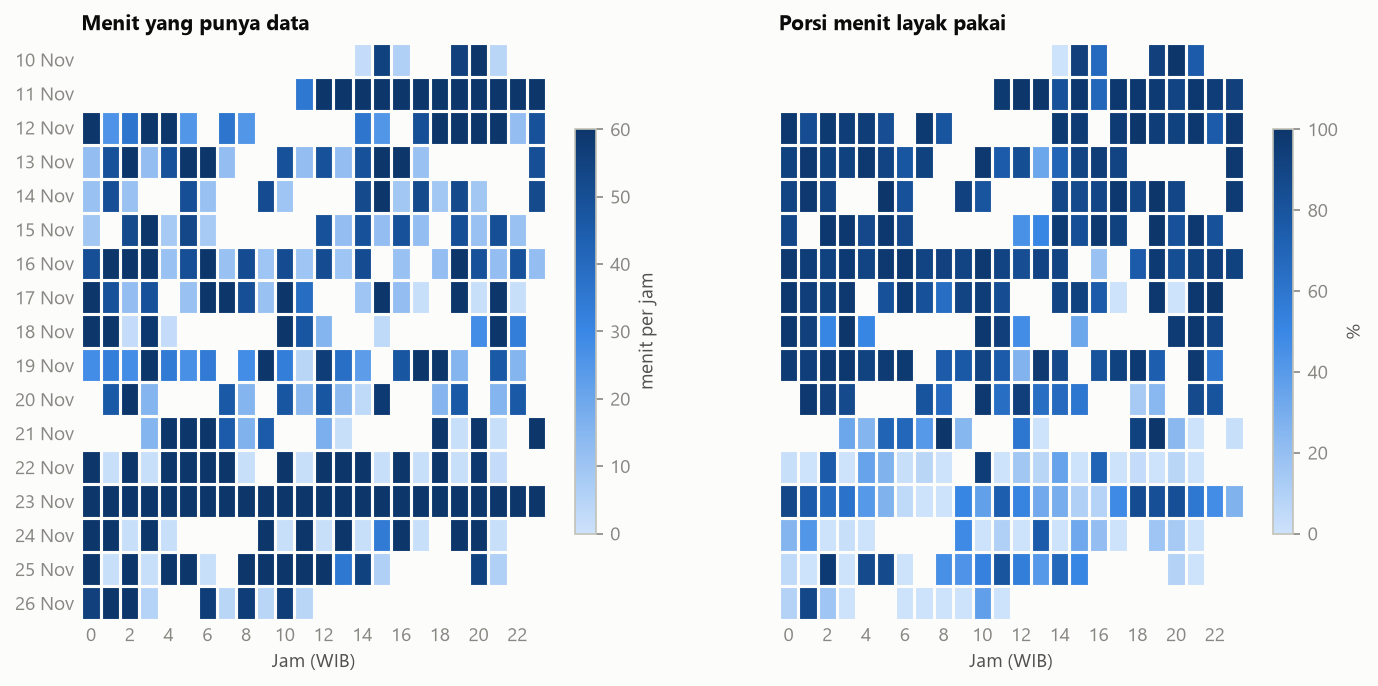 Menit yang punya data
Porsi menit layak pakai
10 Nov
11 Nov
12 Nov
13 Nov
14 Nov
15 Nov
16 Nov
17 Nov
18 Nov
19 Nov
20 Nov
21 Nov
22 Nov
23 Nov
24 Nov
25 Nov
26 Nov
0 2 4 6 8 10 12 14 16 18 20 22
Jam (WIB)
60
50
40
30
20
10
0
menit per jam
0 2 4 6 8 10 12 14 16 18 20 22
Jam (WIB)
100
80
60
40
20
0
%